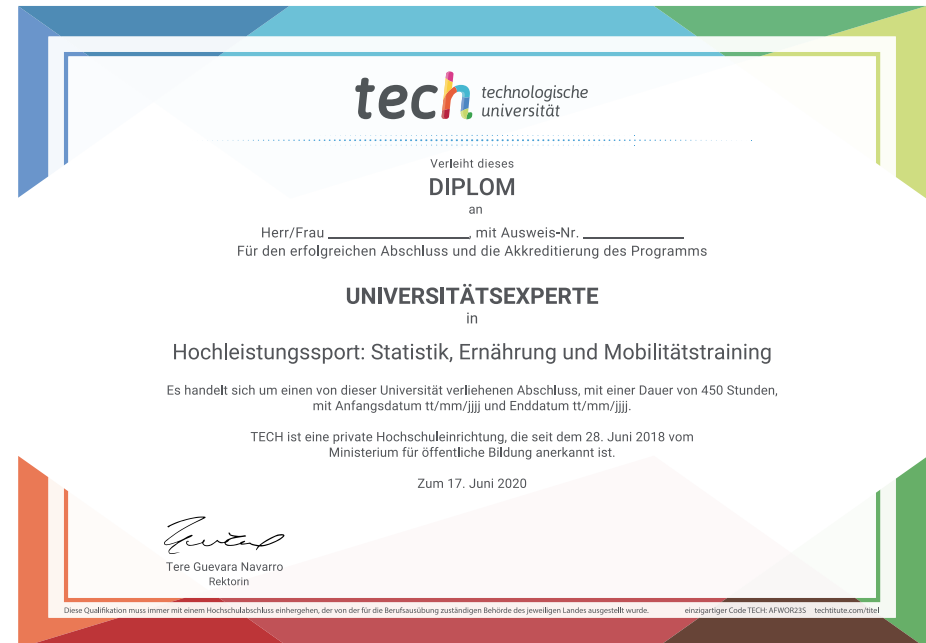 tech technologische
universität
Verleiht dieses
DIPLOM
an
Herr/Frau ____________________, mit Ausweis-Nr. ______________
Für den erfolgreichen Abschluss und die Akkreditierung des Programms
UNIVERSITÄTSEXPERTE
in
Hochleistungssport: Statistik, Ernährung und Mobilitätstraining
Es handelt sich um einen von dieser Universität verliehenen Abschluss, mit einer Dauer von 450 Stunden,
mit Anfangsdatum tt/mm/jjjj und Enddatum tt/mm/jjjj.
TECH ist eine private Hochschuleinrichtung, die seit dem 28. Juni 2018 vom
Ministerium für öffentliche Bildung anerkannt ist.
Zum 17. Juni 2020
Tere Guevara Navarro
Rektorin
Diese Qualifikation muss immer mit einem Hochschulabschluss einhergehen, der von der für die Berufsausübung zuständigen Behörde des jeweiligen Landes ausgestellt wurde. einzigartiger Code TECH: AFWOR23S techtitute.com/titel